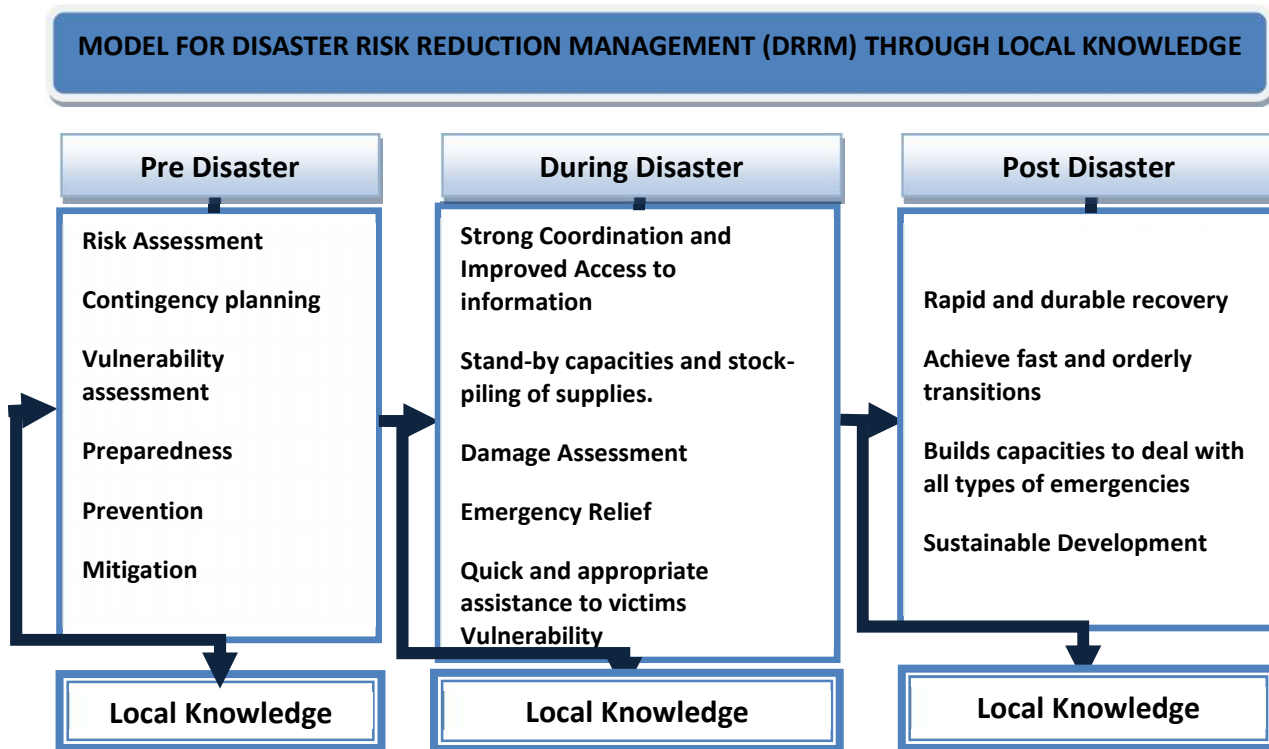 MODEL FOR DISASTER RISK REDUCTION MANAGEMENT (DRRM) THROUGH LOCAL KNOWLEDGE
Pre Disaster
Risk Assessment
Contingency planning
Vulnerability
assessment
Preparedness
Prevention
Mitigation
Local Knowledge
During Disaster
Strong Coordination and
Improved Access to
information
Stand-by capacities and stock-
piling of supplies.
Damage Assessment
Emergency Relief
Quick and appropriate
assistance to victims
Vulnerability
Local Knowledge
Post Disaster
Rapid and durable recovery
Achieve fast and orderly
transitions
Builds capacities to deal with
all types of emergencies
Sustainable Development
Local Knowledge